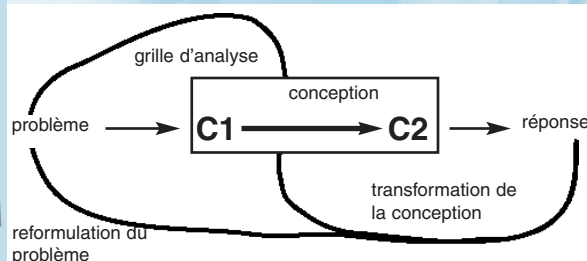 grille d'analyse
conception
problème
C1
C2
réponse
transformation de
la conception
reformulation du
problème